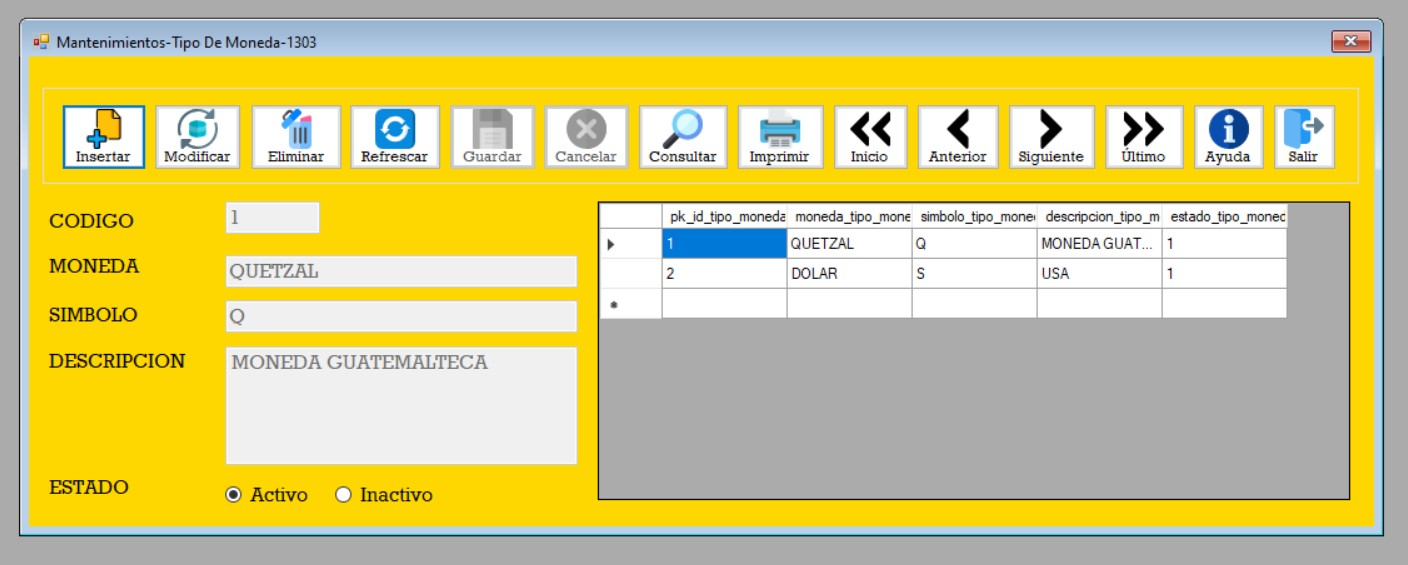 Mantenimientos-Tipo De Moneda-1303
Insertar Modificar Eliminar Refrescar Guardar Cancelar Consultar Imprimir Inicio Anterior Siguiente Último Ayuda Salir
CODIGO 1
MONEDA QUETZAL
SIMBOLO Q
DESCRIPCION MONEDA GUATEMALTECA
ESTADO Activo Inactivo
pk_id_tipo_moneda moneda_tipo_mone simbolo_tipo_mone descripcion_tipo_m estado_tipo_moned
1 QUETZAL Q MONEDA GUAT... 1
2 DOLAR S USA 1